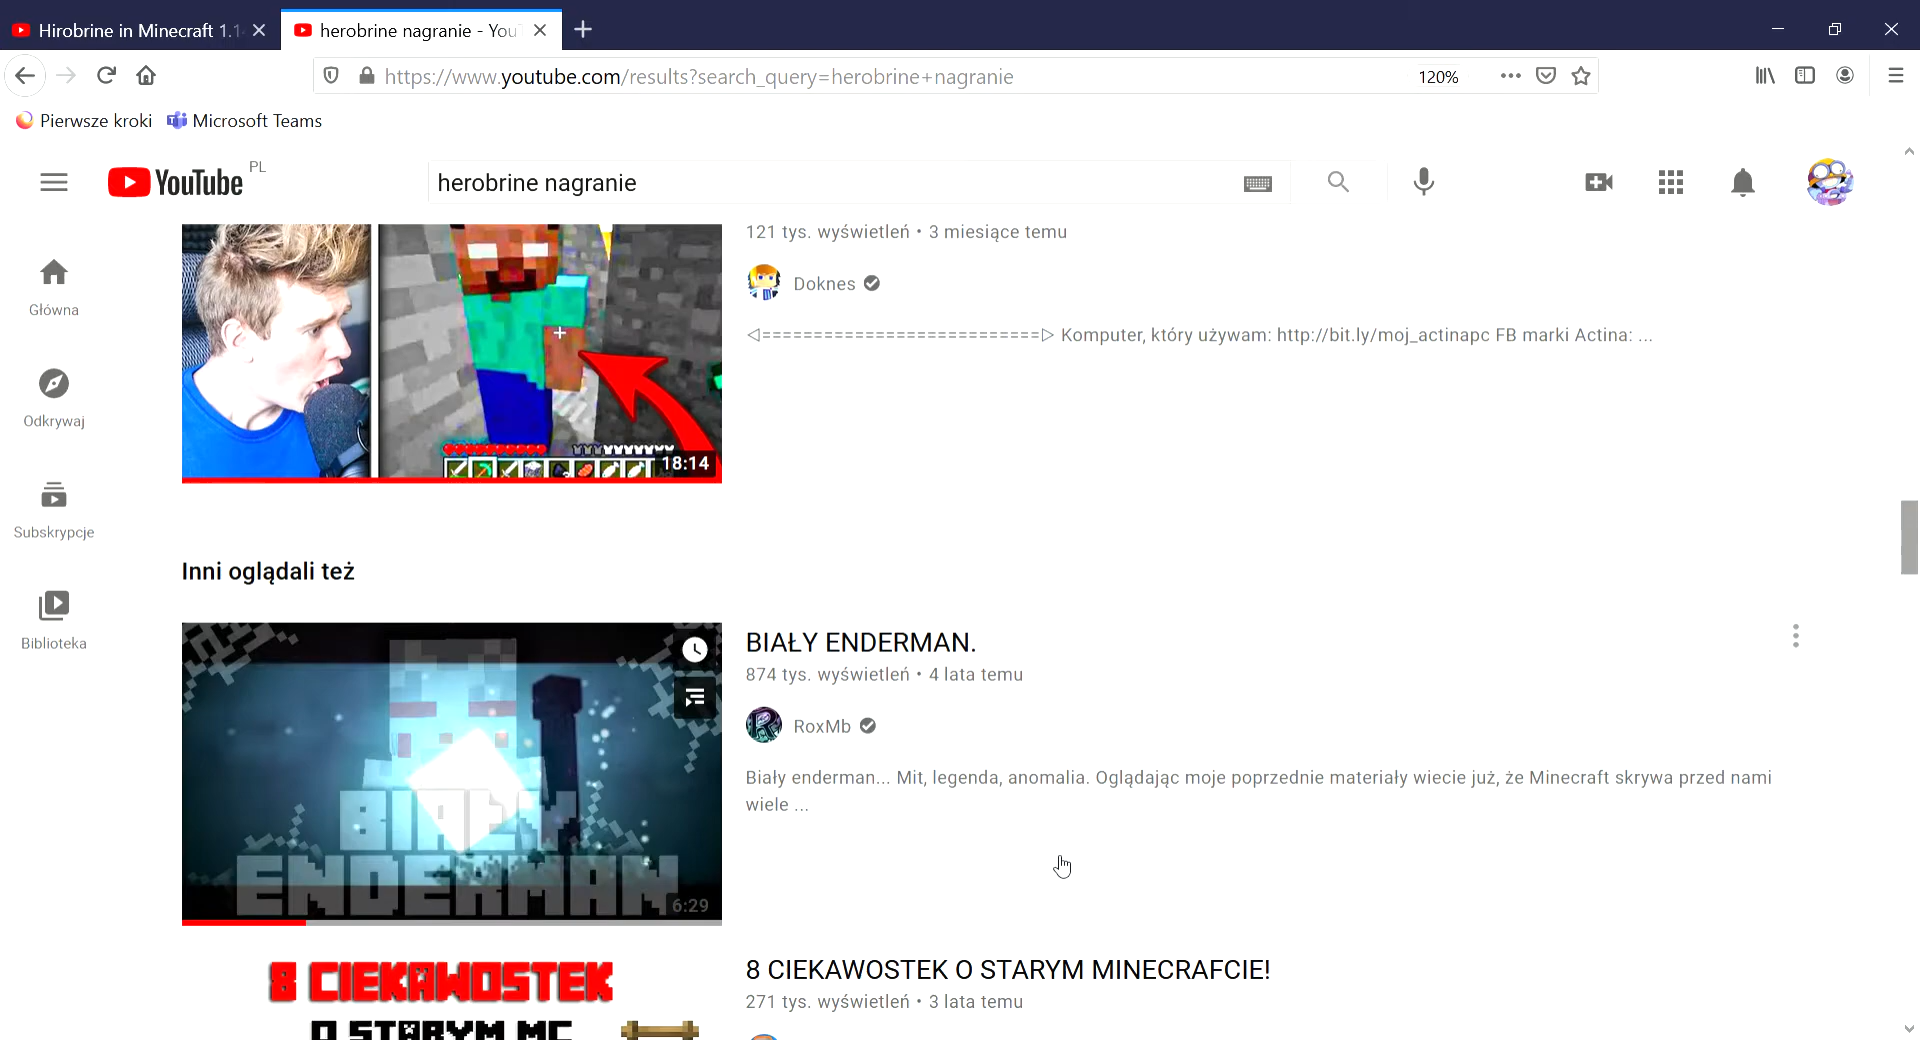 Hirobrine in Minecraft 1.1
herobrine nagranie - You
https://www.youtube.com/results?search_query=herobrine+nagranie
120%
Pierwsze kroki
Microsoft Teams
YouTube PL
herobrine nagranie
Główna
Odkrywaj
Subskrypcje
Biblioteka
18:14
121 tys. wyświetleń • 3 miesiące temu
Doknes
◁==========================▷ Komputer, który używam: http://bit.ly/moj_actinapc FB marki Actina: ...
Inni oglądali też
BIAŁY
ENDERMAN
6:29
BIAŁY ENDERMAN.
874 tys. wyświetleń • 4 lata temu
RoxMb
Biały enderman... Mit, legenda, anomalia. Oglądając moje poprzednie materiały wiecie już, że Minecraft skrywa przed nami
wiele ...
8 CIEKAWOSTEK
O STARYM MC
8 CIEKAWOSTEK O STARYM MINECRAFCIE!
271 tys. wyświetleń • 3 lata temu